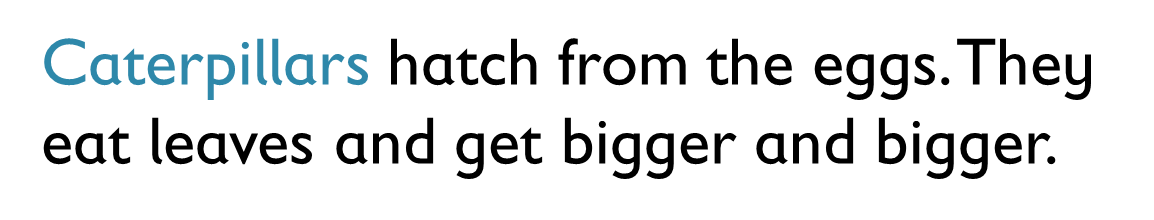 Caterpillars hatch from the eggs. They
eat leaves and get bigger and bigger.